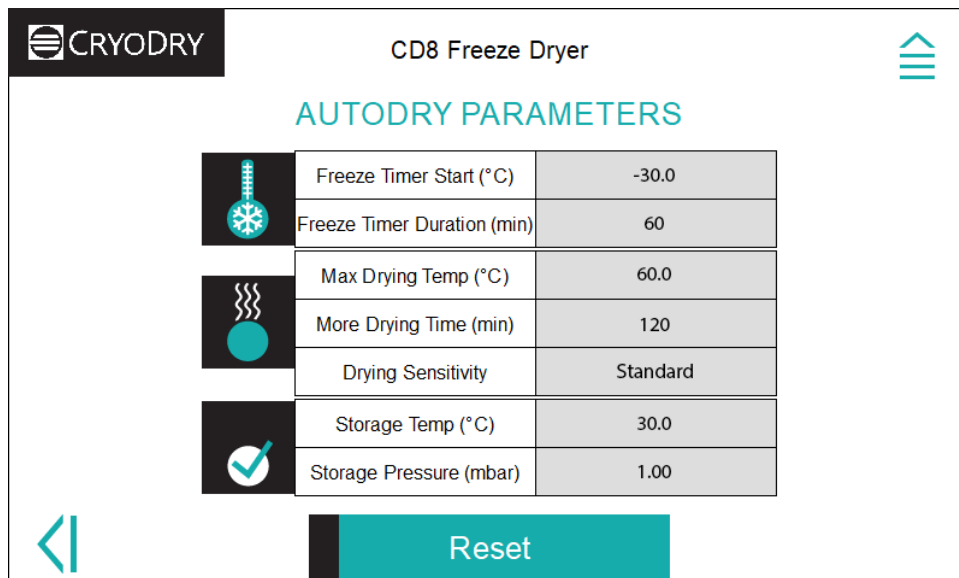 CRYODRY
CD8 Freeze Dryer
AUTODRY PARAMETERS
Freeze Timer Start (°C) -30.0
Freeze Timer Duration (min) 60
Max Drying Temp (°C) 60.0
More Drying Time (min) 120
Drying Sensitivity Standard
Storage Temp (°C) 30.0
Storage Pressure (mbar) 1.00
Reset